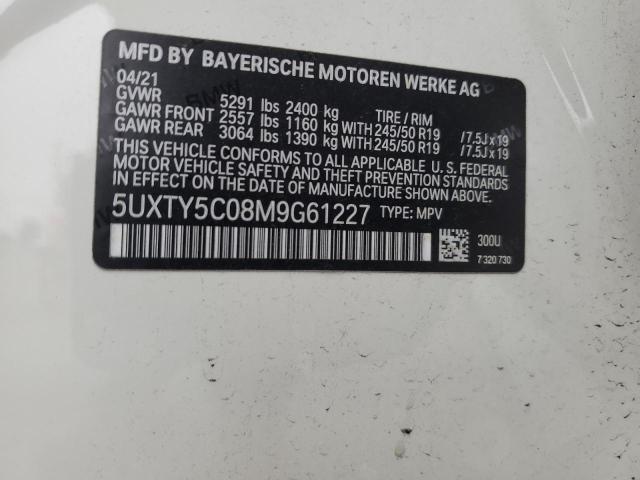 MFD BY BAYERISCHE MOTOREN WERKE AG
04/21
GVWR 5291 lbs 2400 kg TIRE / RIM
GAWR FRONT 2557 lbs 1160 kg WITH 245/50 R19 /7.5J x 19
GAWR REAR 3064 lbs 1390 kg WITH 245/50 R19 /7.5J x 19
THIS VEHICLE CONFORMS TO ALL APPLICABLE U. S. FEDERAL
MOTOR VEHICLE SAFETY AND THEFT PREVENTION STANDARDS
IN EFFECT ON THE DATE OF MANUFACTURE SHOWN ABOVE.
5UXTY5C08M9G61227 TYPE: MPV
300U
7 320 730